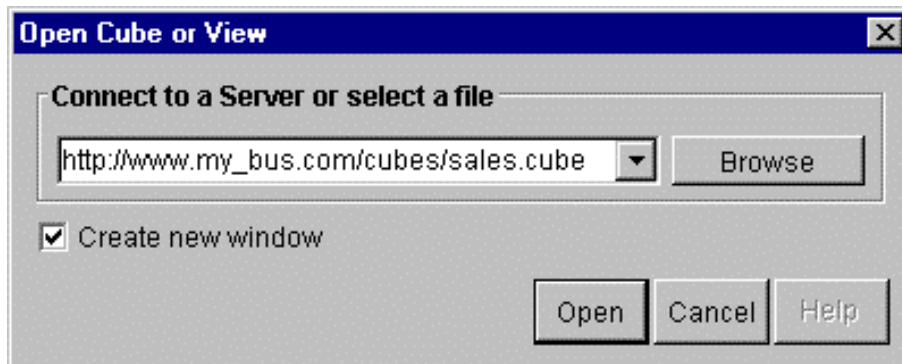 Open Cube or View
Connect to a Server or select a file
http://www.my_bus.com/cubes/sales.cube
Browse
Create new window
Open Cancel Help